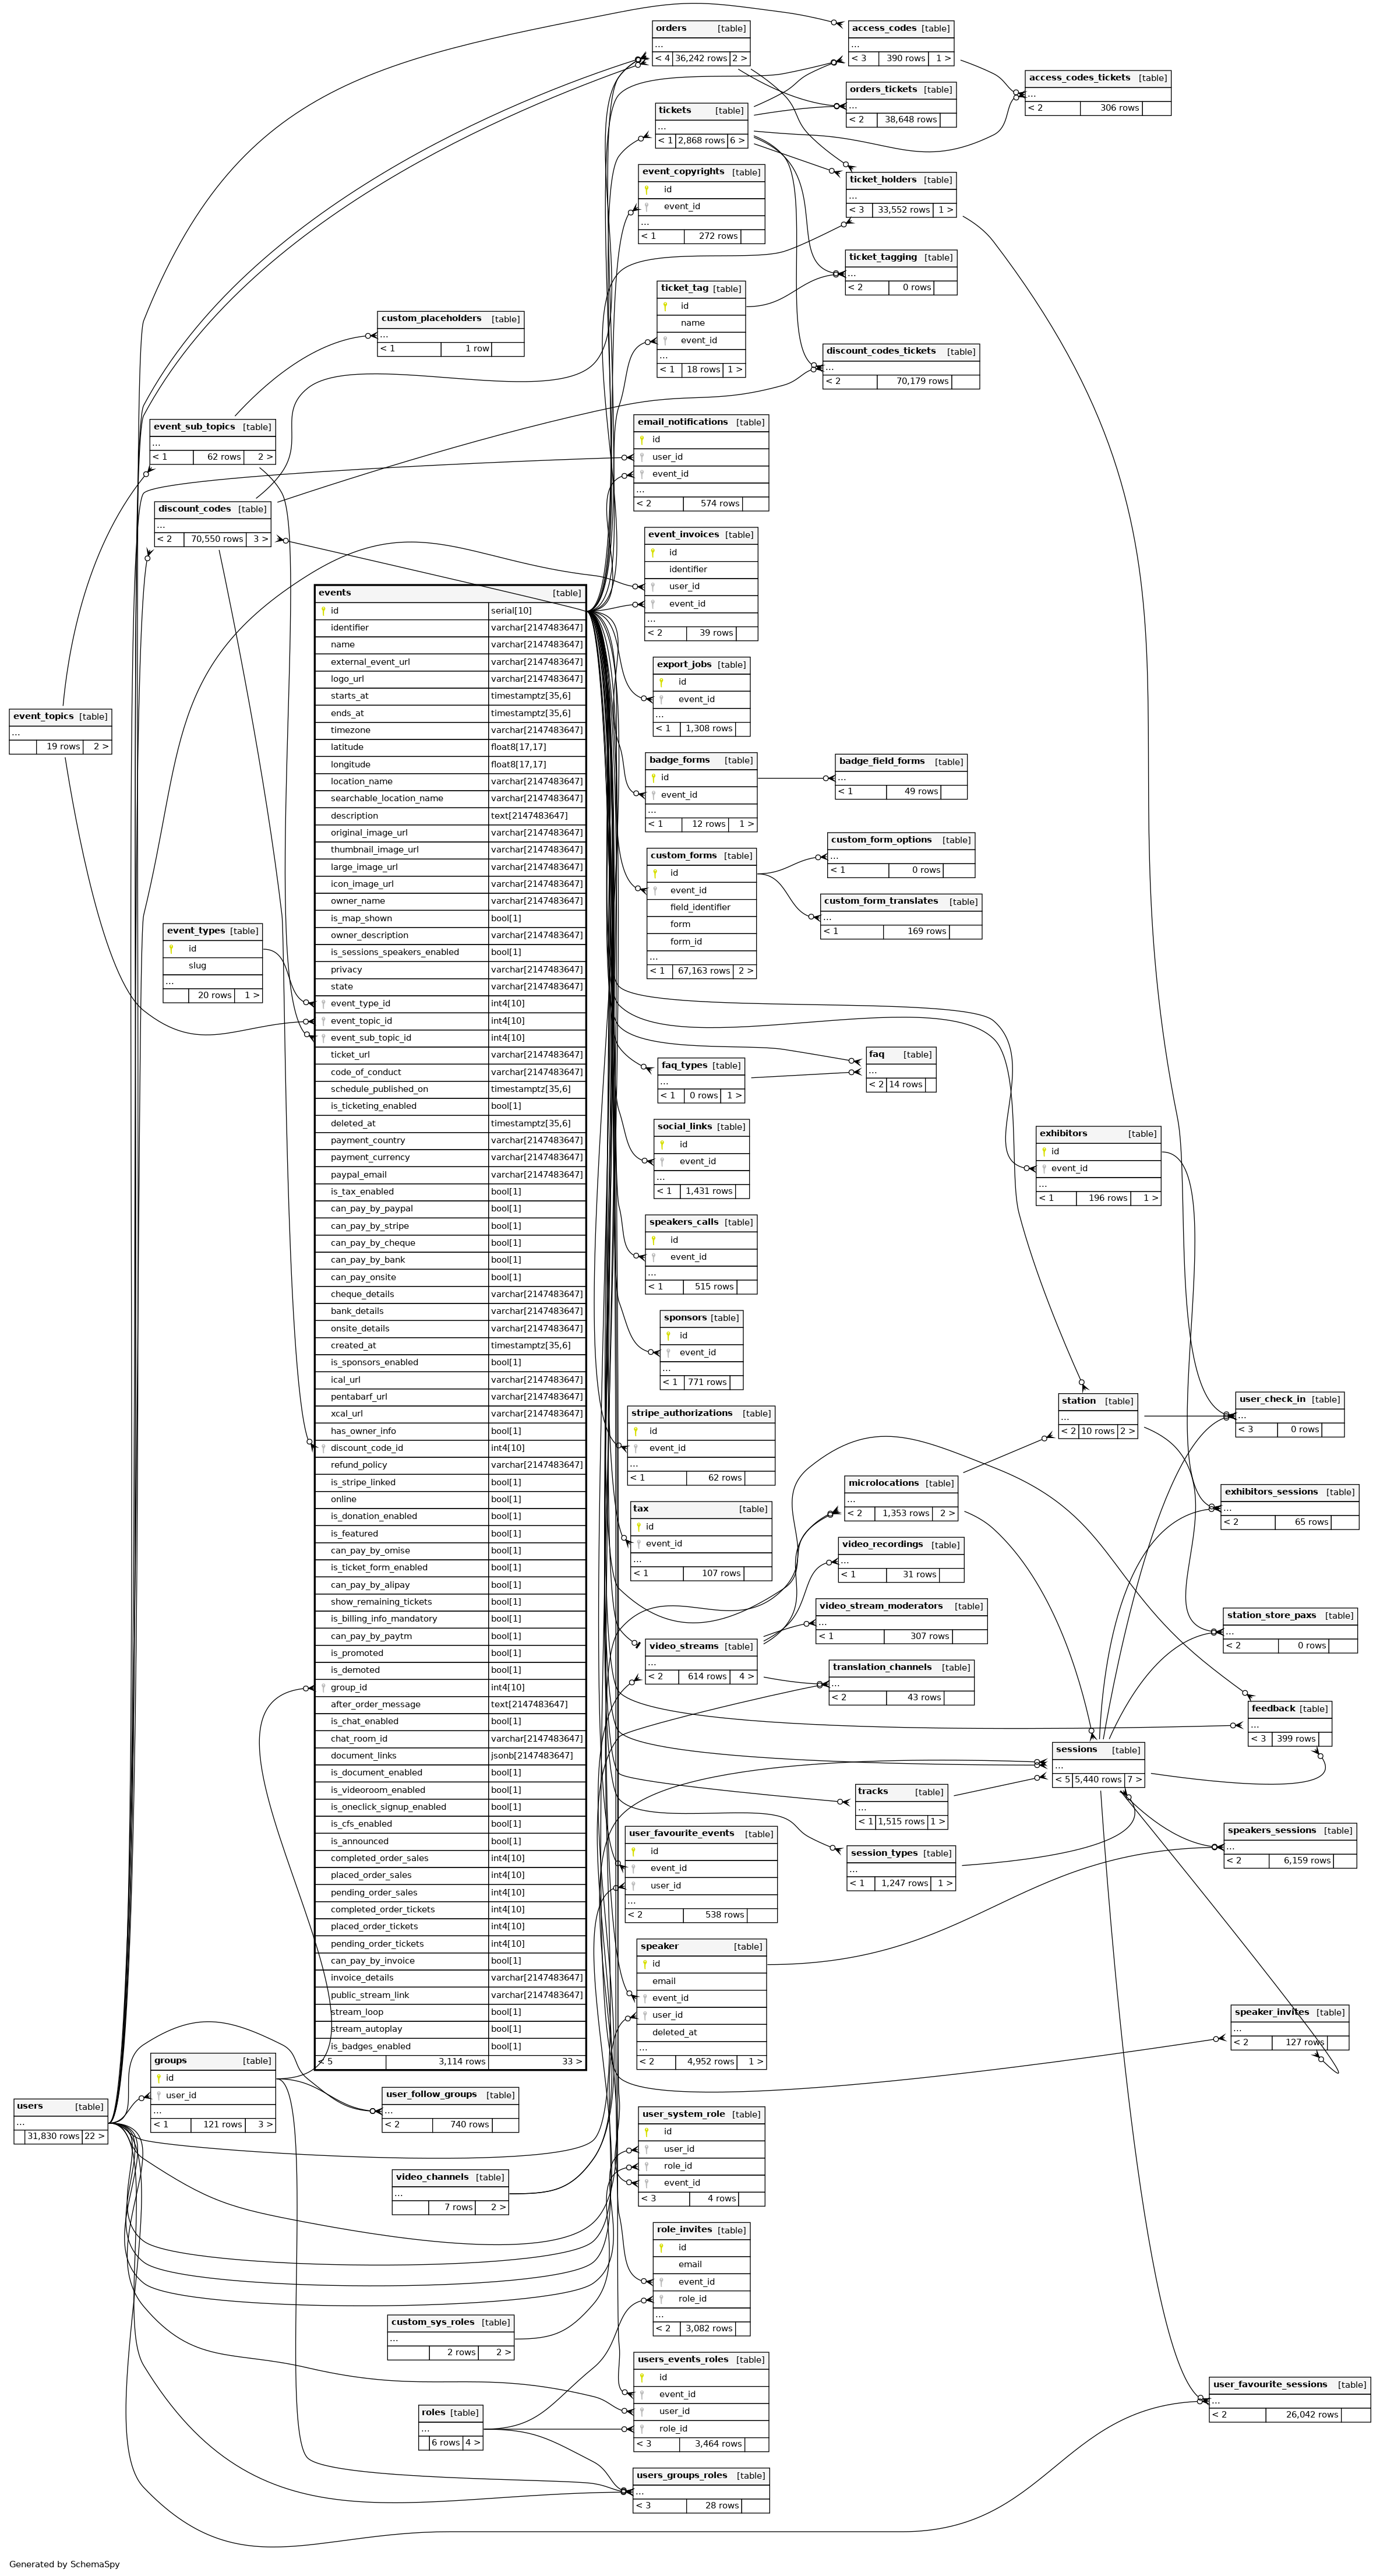 orders [table]
...
< 4 36,242 rows 2 >
access_codes [table]
...
< 3 390 rows 1 >
access_codes_tickets [table]
...
< 2 306 rows
orders_tickets [table]
...
< 2 38,648 rows
tickets [table]
...
< 1 2,868 rows 6 >
event_copyrights [table]
id
event_id
...
< 1 272 rows
ticket_holders [table]
...
< 3 33,552 rows 1 >
ticket_tagging [table]
...
< 2 0 rows
ticket_tag [table]
id
name
event_id
...
< 1 18 rows 1 >
custom_placeholders [table]
...
< 1 1 row
discount_codes_tickets [table]
...
< 2 70,179 rows
event_sub_topics [table]
...
< 1 62 rows 2 >
email_notifications [table]
id
user_id
event_id
...
< 2 574 rows
discount_codes [table]
...
< 2 70,550 rows 3 >
event_invoices [table]
id
identifier
user_id
event_id
...
< 2 39 rows
events [table]
id serial[10]
identifier varchar[2147483647]
name varchar[2147483647]
external_event_url varchar[2147483647]
logo_url varchar[2147483647]
starts_at timestamptz[35,6]
ends_at timestamptz[35,6]
timezone varchar[2147483647]
latitude float8[17,17]
longitude float8[17,17]
location_name varchar[2147483647]
searchable_location_name varchar[2147483647]
description text[2147483647]
original_image_url varchar[2147483647]
thumbnail_image_url varchar[2147483647]
large_image_url varchar[2147483647]
icon_image_url varchar[2147483647]
owner_name varchar[2147483647]
is_map_shown bool[1]
owner_description varchar[2147483647]
is_sessions_speakers_enabled bool[1]
privacy varchar[2147483647]
state varchar[2147483647]
event_type_id int4[10]
event_topic_id int4[10]
event_sub_topic_id int4[10]
ticket_url varchar[2147483647]
code_of_conduct varchar[2147483647]
schedule_published_on timestamptz[35,6]
is_ticketing_enabled bool[1]
deleted_at timestamptz[35,6]
payment_country varchar[2147483647]
payment_currency varchar[2147483647]
paypal_email varchar[2147483647]
is_tax_enabled bool[1]
can_pay_by_paypal bool[1]
can_pay_by_stripe bool[1]
can_pay_by_cheque bool[1]
can_pay_by_bank bool[1]
can_pay_onsite bool[1]
cheque_details varchar[2147483647]
bank_details varchar[2147483647]
onsite_details varchar[2147483647]
created_at timestamptz[35,6]
is_sponsors_enabled bool[1]
ical_url varchar[2147483647]
pentabarf_url varchar[2147483647]
xcal_url varchar[2147483647]
has_owner_info bool[1]
discount_code_id int4[10]
refund_policy varchar[2147483647]
is_stripe_linked bool[1]
online bool[1]
is_donation_enabled bool[1]
is_featured bool[1]
can_pay_by_omise bool[1]
is_ticket_form_enabled bool[1]
can_pay_by_alipay bool[1]
show_remaining_tickets bool[1]
is_billing_info_mandatory bool[1]
can_pay_by_paytm bool[1]
is_promoted bool[1]
is_demoted bool[1]
group_id int4[10]
after_order_message text[2147483647]
is_chat_enabled bool[1]
chat_room_id varchar[2147483647]
document_links jsonb[2147483647]
is_document_enabled bool[1]
is_videoroom_enabled bool[1]
is_oneclick_signup_enabled bool[1]
is_cfs_enabled bool[1]
is_announced bool[1]
completed_order_sales int4[10]
placed_order_sales int4[10]
pending_order_sales int4[10]
completed_order_tickets int4[10]
placed_order_tickets int4[10]
pending_order_tickets int4[10]
can_pay_by_invoice bool[1]
invoice_details varchar[2147483647]
public_stream_link varchar[2147483647]
stream_loop bool[1]
stream_autoplay bool[1]
is_badges_enabled bool[1]
< 5 3,114 rows 33 >
export_jobs [table]
id
event_id
...
< 1 1,308 rows
event_topics [table]
...
19 rows 2 >
badge_forms [table]
id
event_id
...
< 1 12 rows 1 >
badge_field_forms [table]
...
< 1 49 rows
custom_form_options [table]
...
< 1 0 rows
custom_forms [table]
id
event_id
field_identifier
form
form_id
...
< 1 67,163 rows 2 >
custom_form_translates [table]
...
< 1 169 rows
event_types [table]
id
slug
...
20 rows 1 >
faq_types [table]
...
< 1 0 rows 1 >
faq [table]
...
< 2 14 rows
social_links [table]
id
event_id
...
< 1 1,431 rows
exhibitors [table]
id
event_id
...
< 1 196 rows 1 >
speakers_calls [table]
id
event_id
...
< 1 515 rows
sponsors [table]
id
event_id
...
< 1 771 rows
stripe_authorizations [table]
id
event_id
...
< 1 62 rows
station [table]
...
< 2 10 rows 2 >
user_check_in [table]
...
< 3 0 rows
microlocations [table]
...
< 2 1,353 rows 2 >
exhibitors_sessions [table]
...
< 2 65 rows
tax [table]
id
event_id
...
< 1 107 rows
video_recordings [table]
...
< 1 31 rows
video_stream_moderators [table]
...
< 1 307 rows
station_store_paxs [table]
...
< 2 0 rows
video_streams [table]
...
< 2 614 rows 4 >
translation_channels [table]
...
< 2 43 rows
feedback [table]
...
< 3 399 rows
sessions [table]
...
< 5 5,440 rows 7 >
tracks [table]
...
< 1 1,515 rows 1 >
user_favourite_events [table]
id
event_id
user_id
...
< 2 538 rows
session_types [table]
...
< 1 1,247 rows 1 >
speakers_sessions [table]
...
< 2 6,159 rows
speaker [table]
id
email
event_id
user_id
deleted_at
...
< 2 4,952 rows 1 >
speaker_invites [table]
...
< 2 127 rows
groups [table]
id
user_id
...
< 1 121 rows 3 >
users [table]
...
31,830 rows 22 >
user_follow_groups [table]
...
< 2 740 rows
user_system_role [table]
id
user_id
role_id
event_id
...
< 3 4 rows
video_channels [table]
...
7 rows 2 >
role_invites [table]
id
email
event_id
role_id
...
< 2 3,082 rows
custom_sys_roles [table]
...
2 rows 2 >
users_events_roles [table]
id
event_id
user_id
role_id
...
< 3 3,464 rows
user_favourite_sessions [table]
...
< 2 26,042 rows
roles [table]
...
6 rows 4 >
users_groups_roles [table]
...
< 3 28 rows
Generated by SchemaSpy